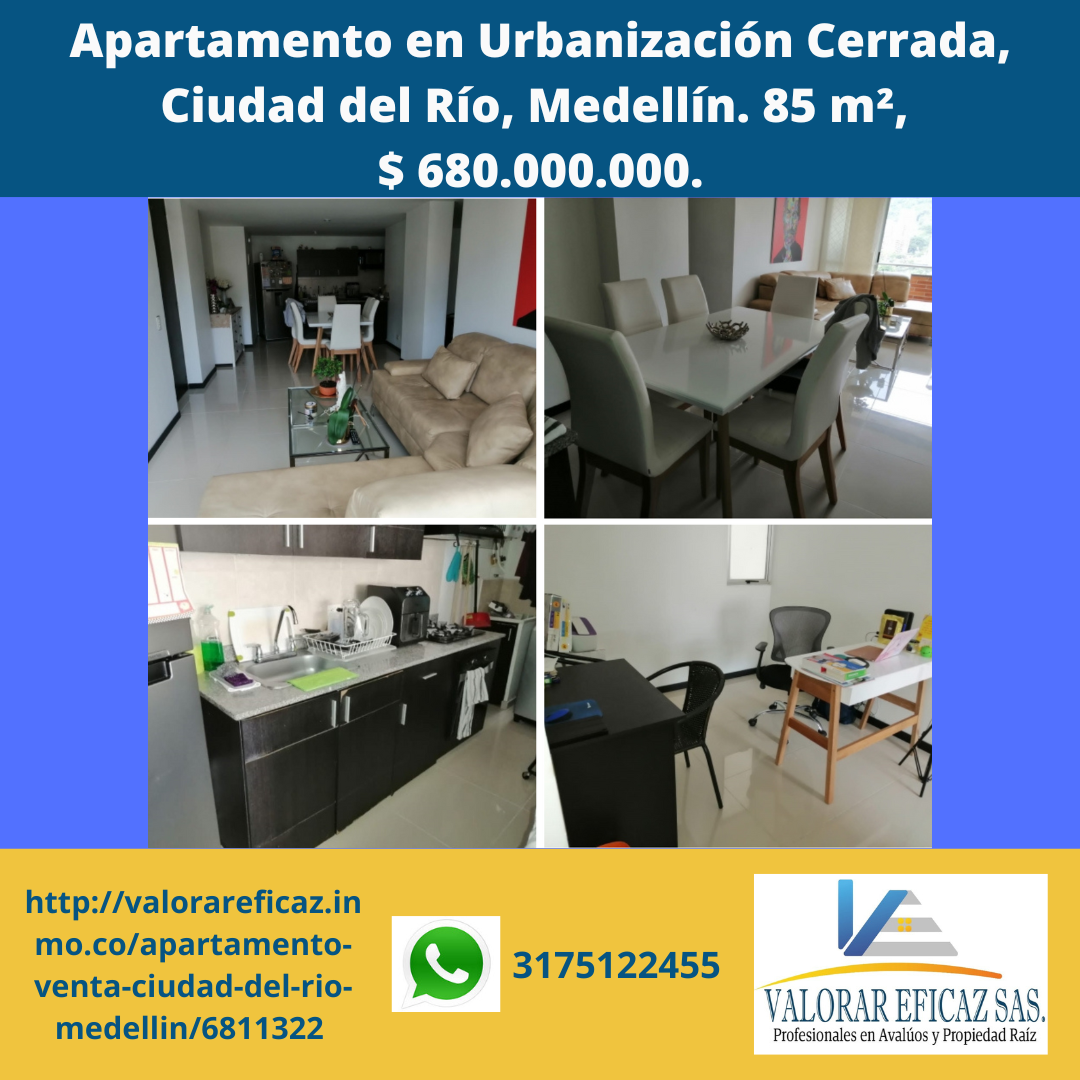 Apartamento en Urbanización Cerrada,
Ciudad del Río, Medellín. 85 m²,
$ 680.000.000.
http://valorareficaz.in
mo.co/apartamento-
venta-ciudad-del-rio-
medellin/6811322
3175122455
VALORAR EFICAZ SAS.
Profesionales en Avalúos y Propiedad Raíz